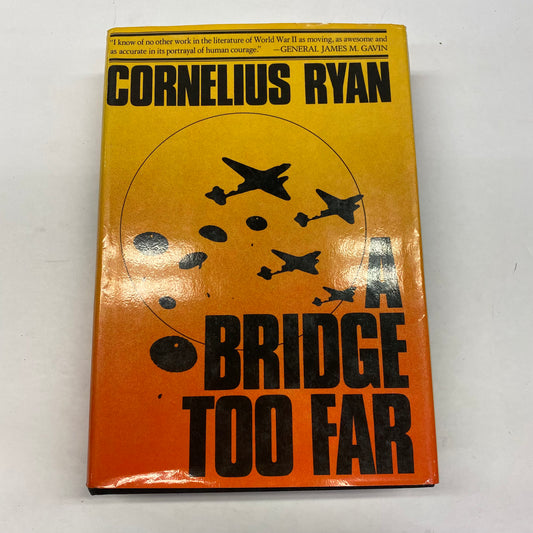 "I know of no other work in the literature of World War II as moving, as awesome and
as accurate in its portrayal of human courage." —GENERAL JAMES M. GAVIN
CORNELIUS RYAN
A
BRIDGE
TOO FAR